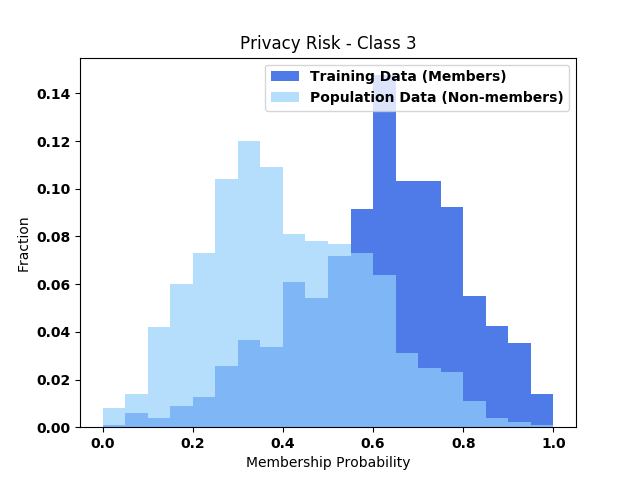 Privacy Risk - Class 3
Training Data (Members)
Population Data (Non-members)
0.14
0.12
0.10
0.08
0.06
0.04
0.02
0.00
Fraction
0.0 0.2 0.4 0.6 0.8 1.0
Membership Probability